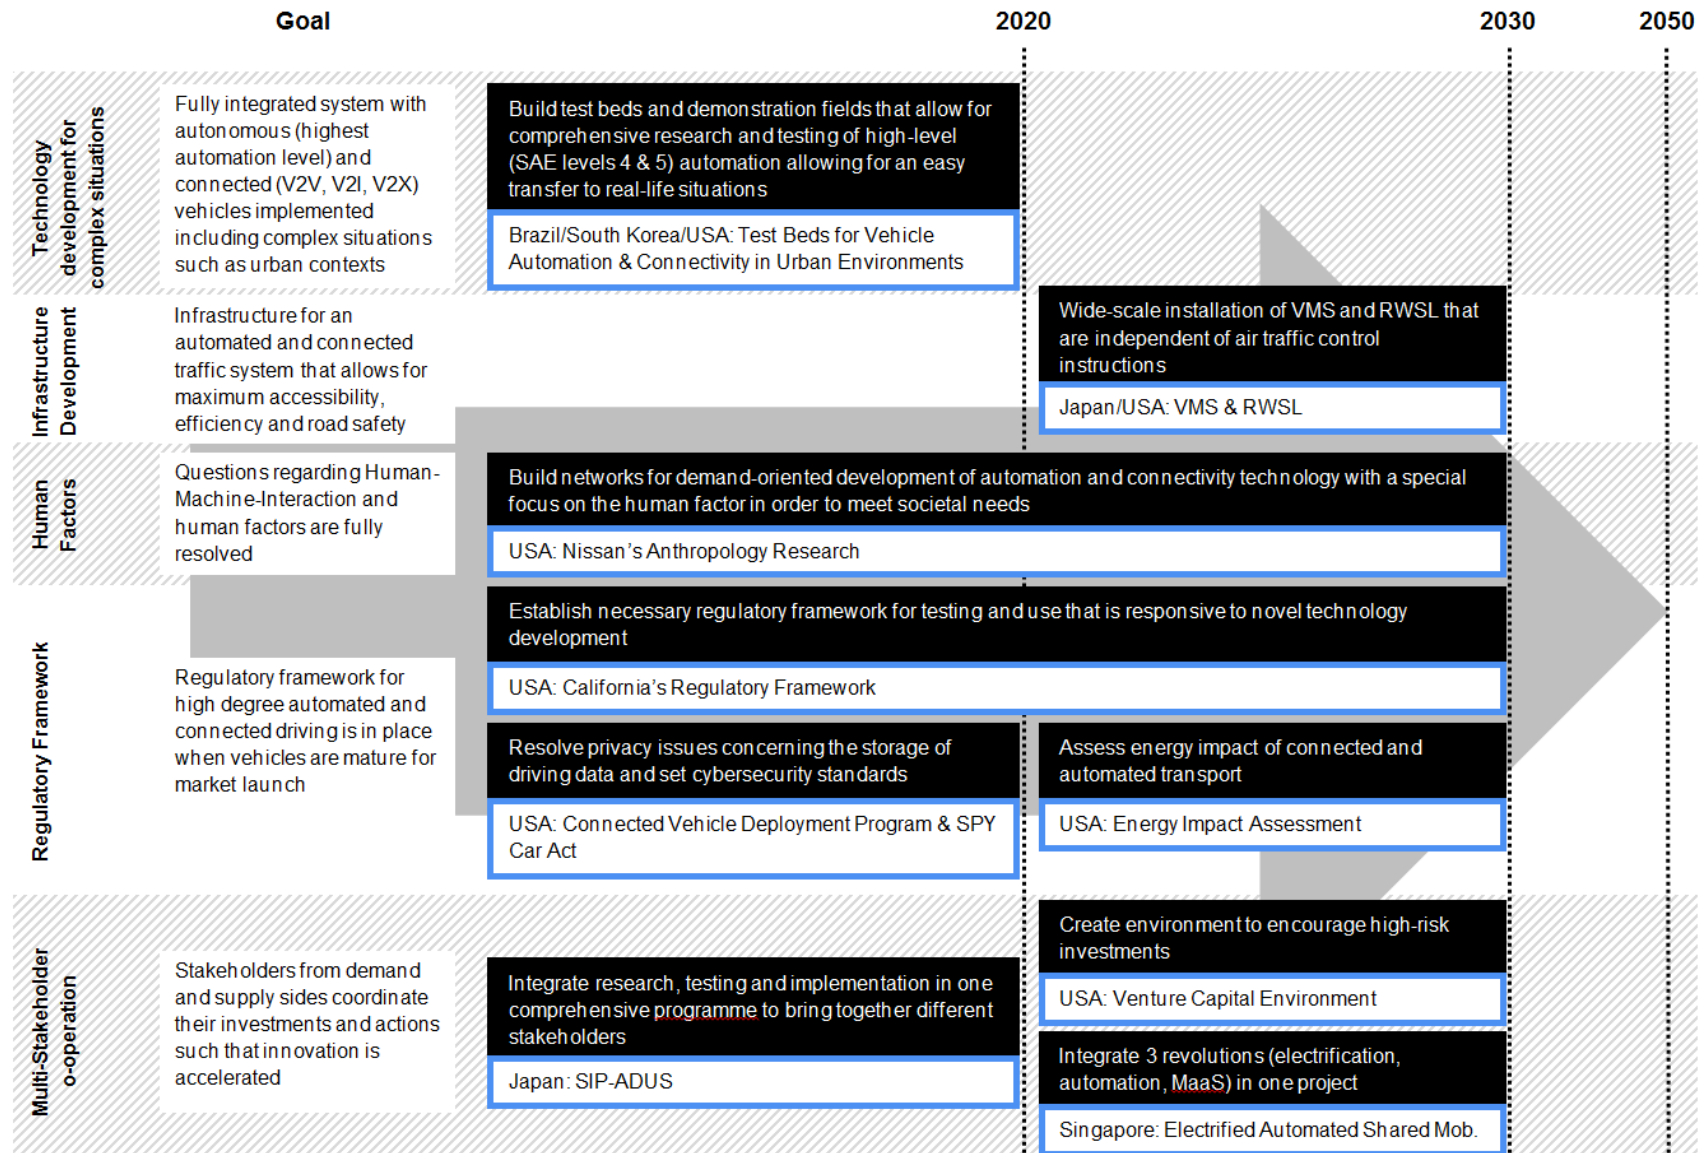 Goal
2020
2030
2050
Technology
development for
complex situations
Fully integrated system with
autonomous (highest
automation level) and
connected (V2V, V2I, V2X)
vehicles implemented
including complex situations
such as urban contexts
Build test beds and demonstration fields that allow for
comprehensive research and testing of high-level
(SAE levels 4 & 5) automation allowing for an easy
transfer to real-life situations
Brazil/South Korea/USA: Test Beds for Vehicle
Automation & Connectivity in Urban Environments
Infrastructure
Development
Infrastructure for an
automated and connected
traffic system that allows for
maximum accessibility,
efficiency and road safety
Wide-scale installation of VMS and RWSL that
are independent of air traffic control
instructions
Japan/USA: VMS & RWSL
Human
Factors
Questions regarding Human-
Machine-Interaction and
human factors are fully
resolved
Build networks for demand-oriented development of automation and connectivity technology with a special
focus on the human factor in order to meet societal needs
USA: Nissan's Anthropology Research
Regulatory Framework
Regulatory framework for
high degree automated and
connected driving is in place
when vehicles are mature for
market launch
Establish necessary regulatory framework for testing and use that is responsive to novel technology
development
USA: California's Regulatory Framework
Resolve privacy issues concerning the storage of
driving data and set cybersecurity standards
USA: Connected Vehicle Deployment Program & SPY
Car Act
Assess energy impact of connected and
automated transport
USA: Energy Impact Assessment
Multi-Stakeholder
o-operation
Stakeholders from demand
and supply sides coordinate
their investments and actions
such that innovation is
accelerated
Integrate research, testing and implementation in one
comprehensive programme to bring together different
stakeholders
Japan: SIP-ADUS
Create environment to encourage high-risk
investments
USA: Venture Capital Environment
Integrate 3 revolutions (electrification,
automation, MaaS) in one project
Singapore: Electrified Automated Shared Mob.